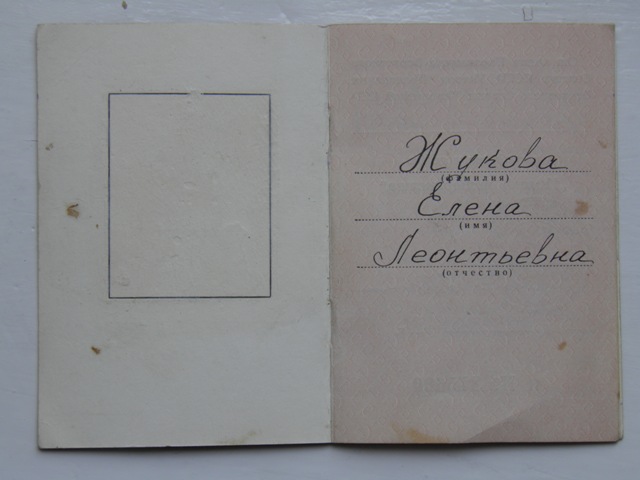 Жукова
(фамилия)
Елена
(имя)
Леонтьевна
(отчество)